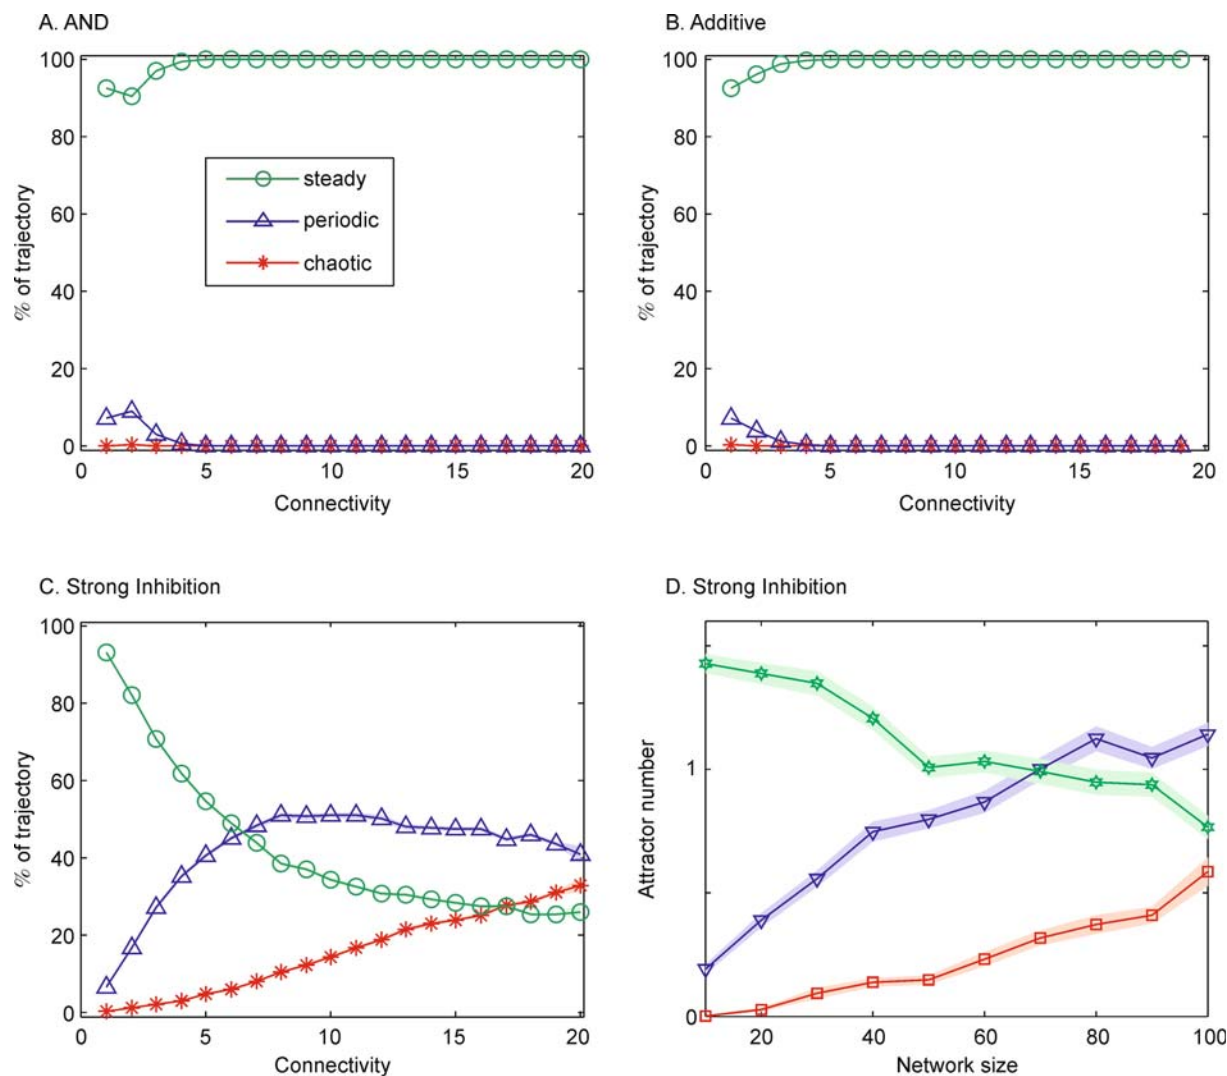 A. AND
100
80
60
40
20
0
% of trajectory
steady
periodic
chaotic
0 5 10 15 20
Connectivity
B. Additive
100
80
60
40
20
0
% of trajectory
0 5 10 15 20
Connectivity
C. Strong Inhibition
100
80
60
40
20
0
% of trajectory
0 5 10 15 20
Connectivity
D. Strong Inhibition
1
0
Attractor number
20 40 60 80 100
Network size